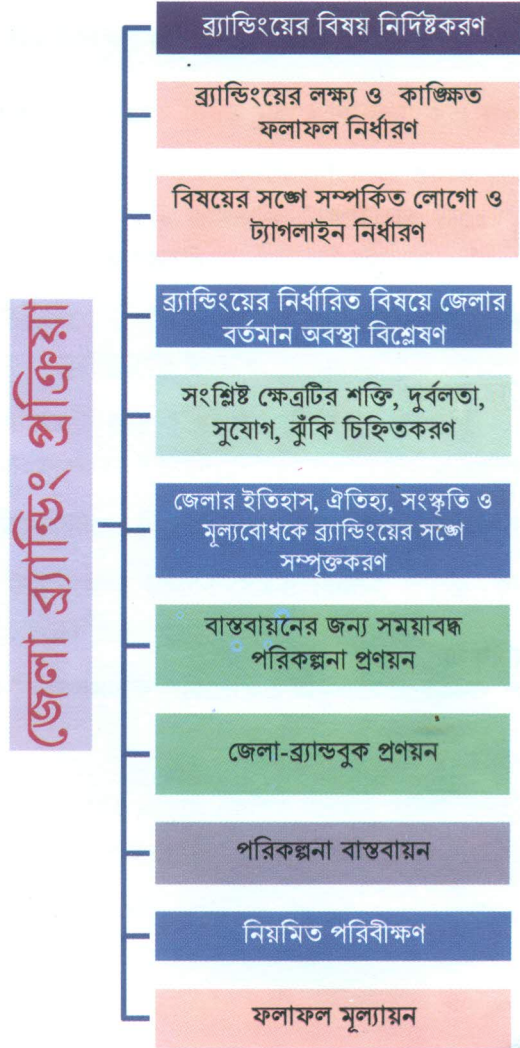 জেলা ব্র্যান্ডিং প্রক্রিয়া
ব্র্যান্ডিংয়ের বিষয় নির্দিষ্টকরণ
ব্র্যান্ডিংয়ের লক্ষ্য ও কাঙ্ক্ষিত
ফলাফল নির্ধারণ
বিষয়ের সঙ্গে সম্পর্কিত লোগো ও
ট্যাগলাইন নির্ধারণ
ব্র্যান্ডিংয়ের নির্ধারিত বিষয়ে জেলার
বর্তমান অবস্থা বিশ্লেষণ
সংশ্লিষ্ট ক্ষেত্রটির শক্তি, দুর্বলতা,
সুযোগ, ঝুঁকি চিহ্নিতকরণ
জেলার ইতিহাস, ঐতিহ্য, সংস্কৃতি ও
মূল্যবোধকে ব্র্যান্ডিংয়ের সঙ্গে
সম্পৃক্তকরণ
বাস্তবায়নের জন্য সময়াবদ্ধ
পরিকল্পনা প্রণয়ন
জেলা-ব্র্যান্ডবুক প্রণয়ন
পরিকল্পনা বাস্তবায়ন
নিয়মিত পরিবীক্ষণ
ফলাফল মূল্যায়ন